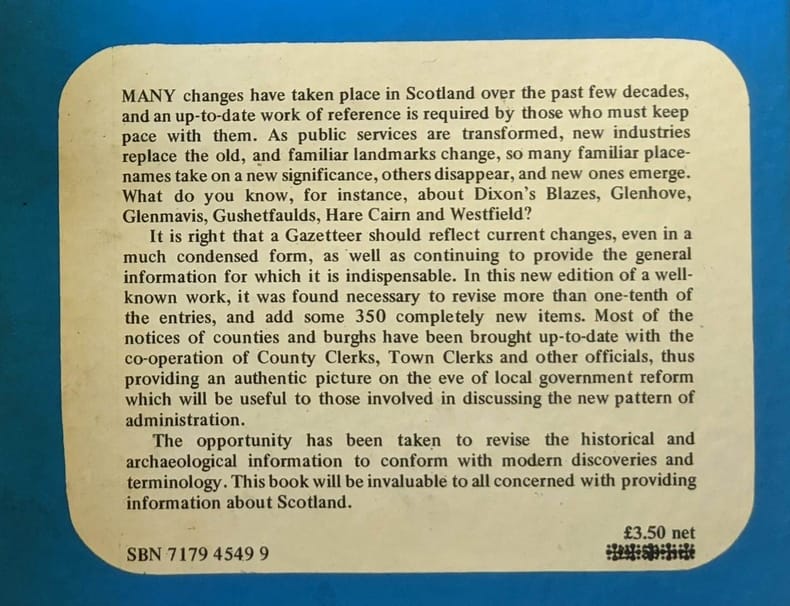 MANY changes have taken place in Scotland over the past few decades,
and an up-to-date work of reference is required by those who must keep
pace with them. As public services are transformed, new industries
replace the old, and familiar landmarks change, so many familiar place-
names take on a new significance, others disappear, and new ones emerge.
What do you know, for instance, about Dixon's Blazes, Glenhove,
Glenmavis, Gushetfaulds, Hare Cairn and Westfield?
It is right that a Gazetteer should reflect current changes, even in a
much condensed form, as well as continuing to provide the general
information for which it is indispensable. In this new edition of a well-
known work, it was found necessary to revise more than one-tenth of
the entries, and add some 350 completely new items. Most of the
notices of counties and burghs have been brought up-to-date with the
co-operation of County Clerks, Town Clerks and other officials, thus
providing an authentic picture on the eve of local government reform
which will be useful to those involved in discussing the new pattern of
administration.
The opportunity has been taken to revise the historical and
archaeological information to conform with modern discoveries and
terminology. This book will be invaluable to all concerned with providing
information about Scotland.
£3.50 net
SBN 7179 4549 9